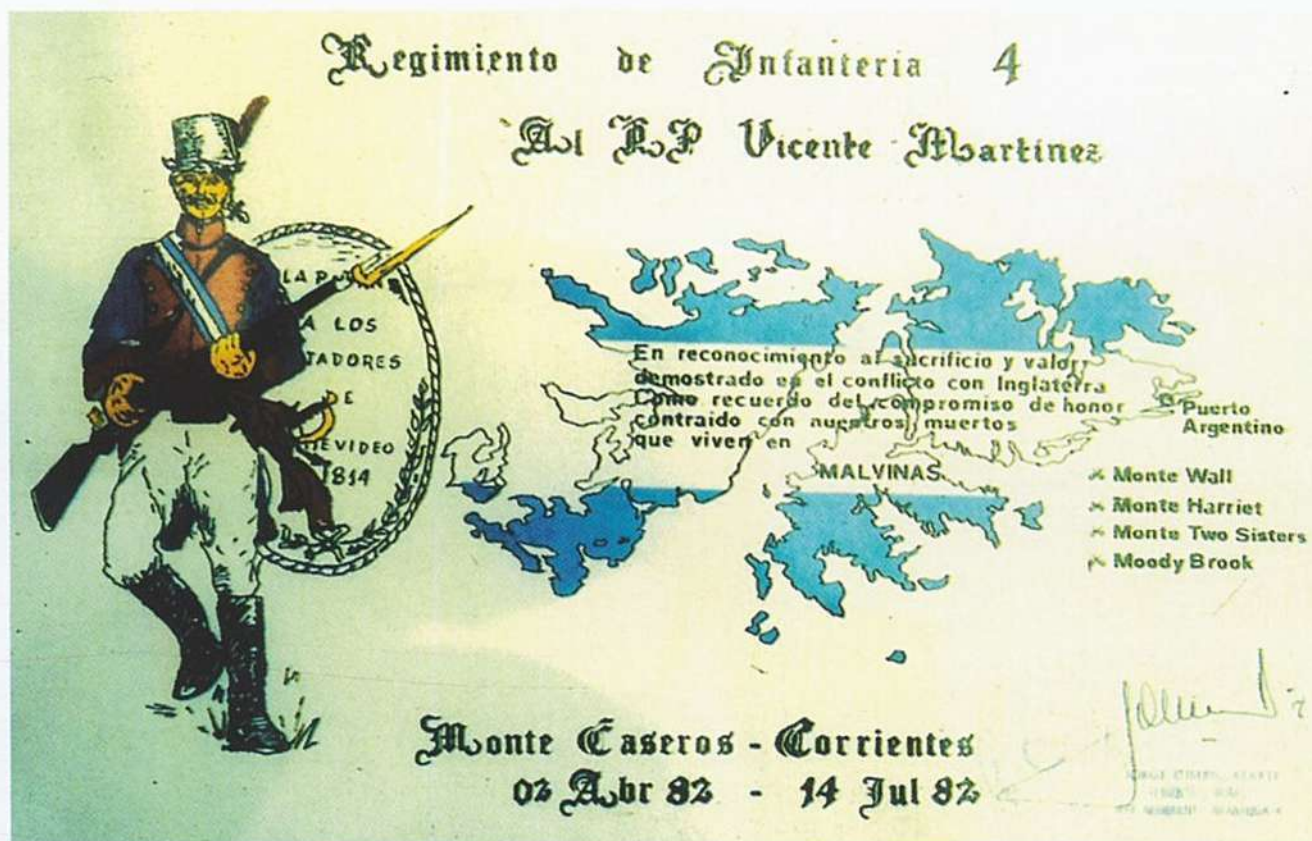 Regimiento de Infanteria 4
Al R.P. Vicente Martinez
LA
A LOS
TADORES
DE
EVIDEO
1814
En reconocimiento al sacrificio y valor
demostrado en el conflicto con Inglaterra
Como recuerdo del compromiso de honor
contraido con nuestros muertos
que viven en
MALVINAS
Puerto
Argentino
Monte Wall
Monte Harriet
Monte Two Sisters
Moody Brook
Monte Caseros - Corrientes
02 Abr 82 - 14 Jul 82